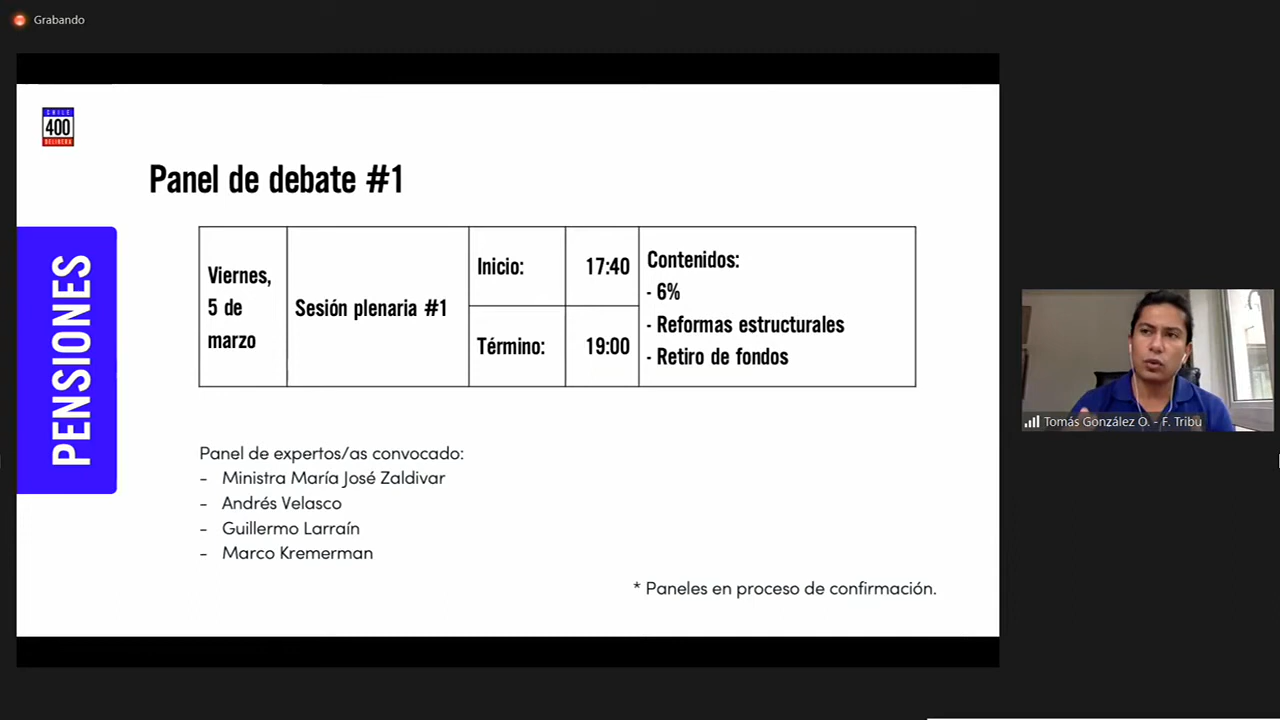 Grabando
CHILE
400
DELIBERA
Panel de debate #1
PENSIONES
Viernes,
5 de
marzo
Sesión plenaria #1
Inicio:
17:40
Término:
19:00
Contenidos:
- 6%
- Reformas estructurales
- Retiro de fondos
Panel de expertos/as convocado:
- Ministra María José Zaldivar
- Andrés Velasco
- Guillermo Larraín
- Marco Kremerman
* Paneles en proceso de confirmación.
Tomás González O. - F. Tribu